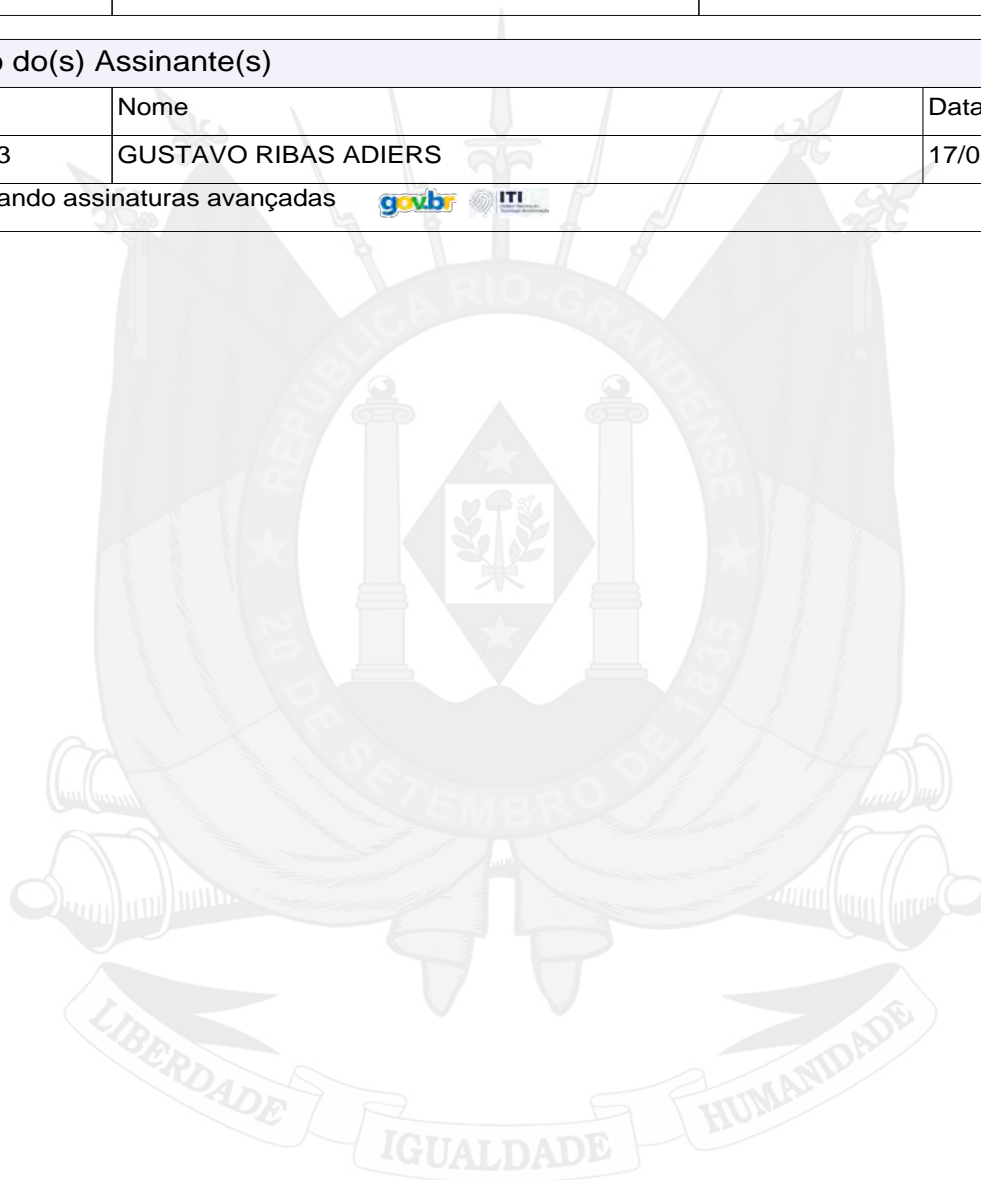 o do(s) Assinante(s)
Nome Data
3 GUSTAVO RIBAS ADIERS 17/0
ando assinaturas avançadas gov.br ITI
REPÚBLICA RIO-GRANDENSE
20 DE SETEMBRO DE 1835
LIBERDADE IGUALDADE HUMANIDADE